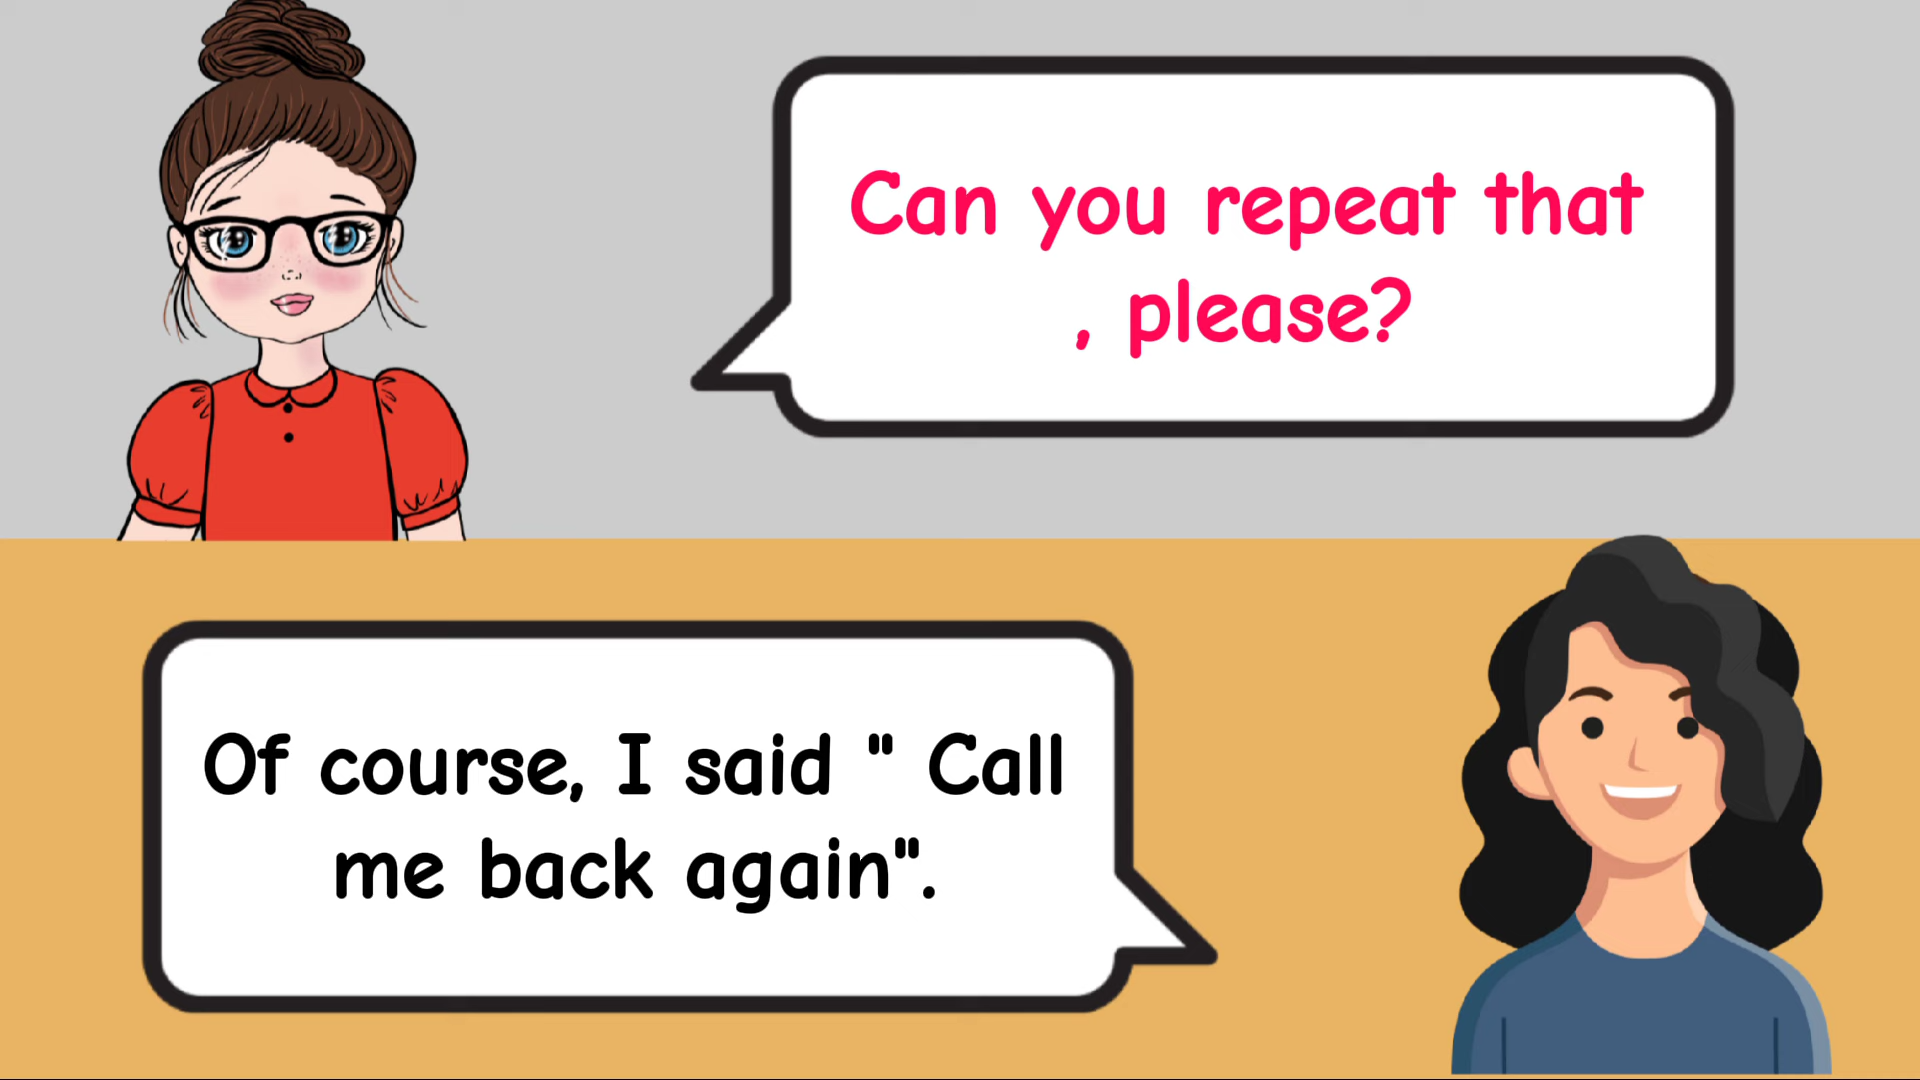 Can you repeat that
, please?
Of course, I said " Call
me back again".